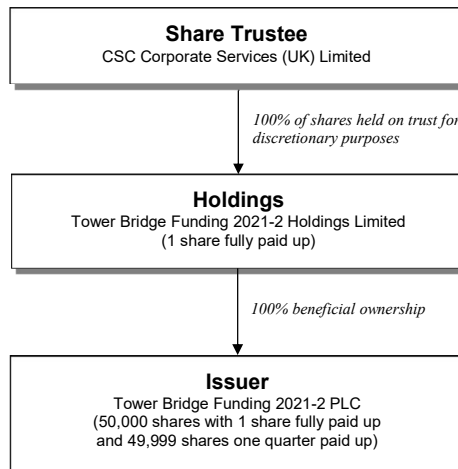 Share Trustee
CSC Corporate Services (UK) Limited
100% of shares held on trust for
discretionary purposes
Holdings
Tower Bridge Funding 2021-2 Holdings Limited
(1 share fully paid up)
100% beneficial ownership
Issuer
Tower Bridge Funding 2021-2 PLC
(50,000 shares with 1 share fully paid up
and 49,999 shares one quarter paid up)